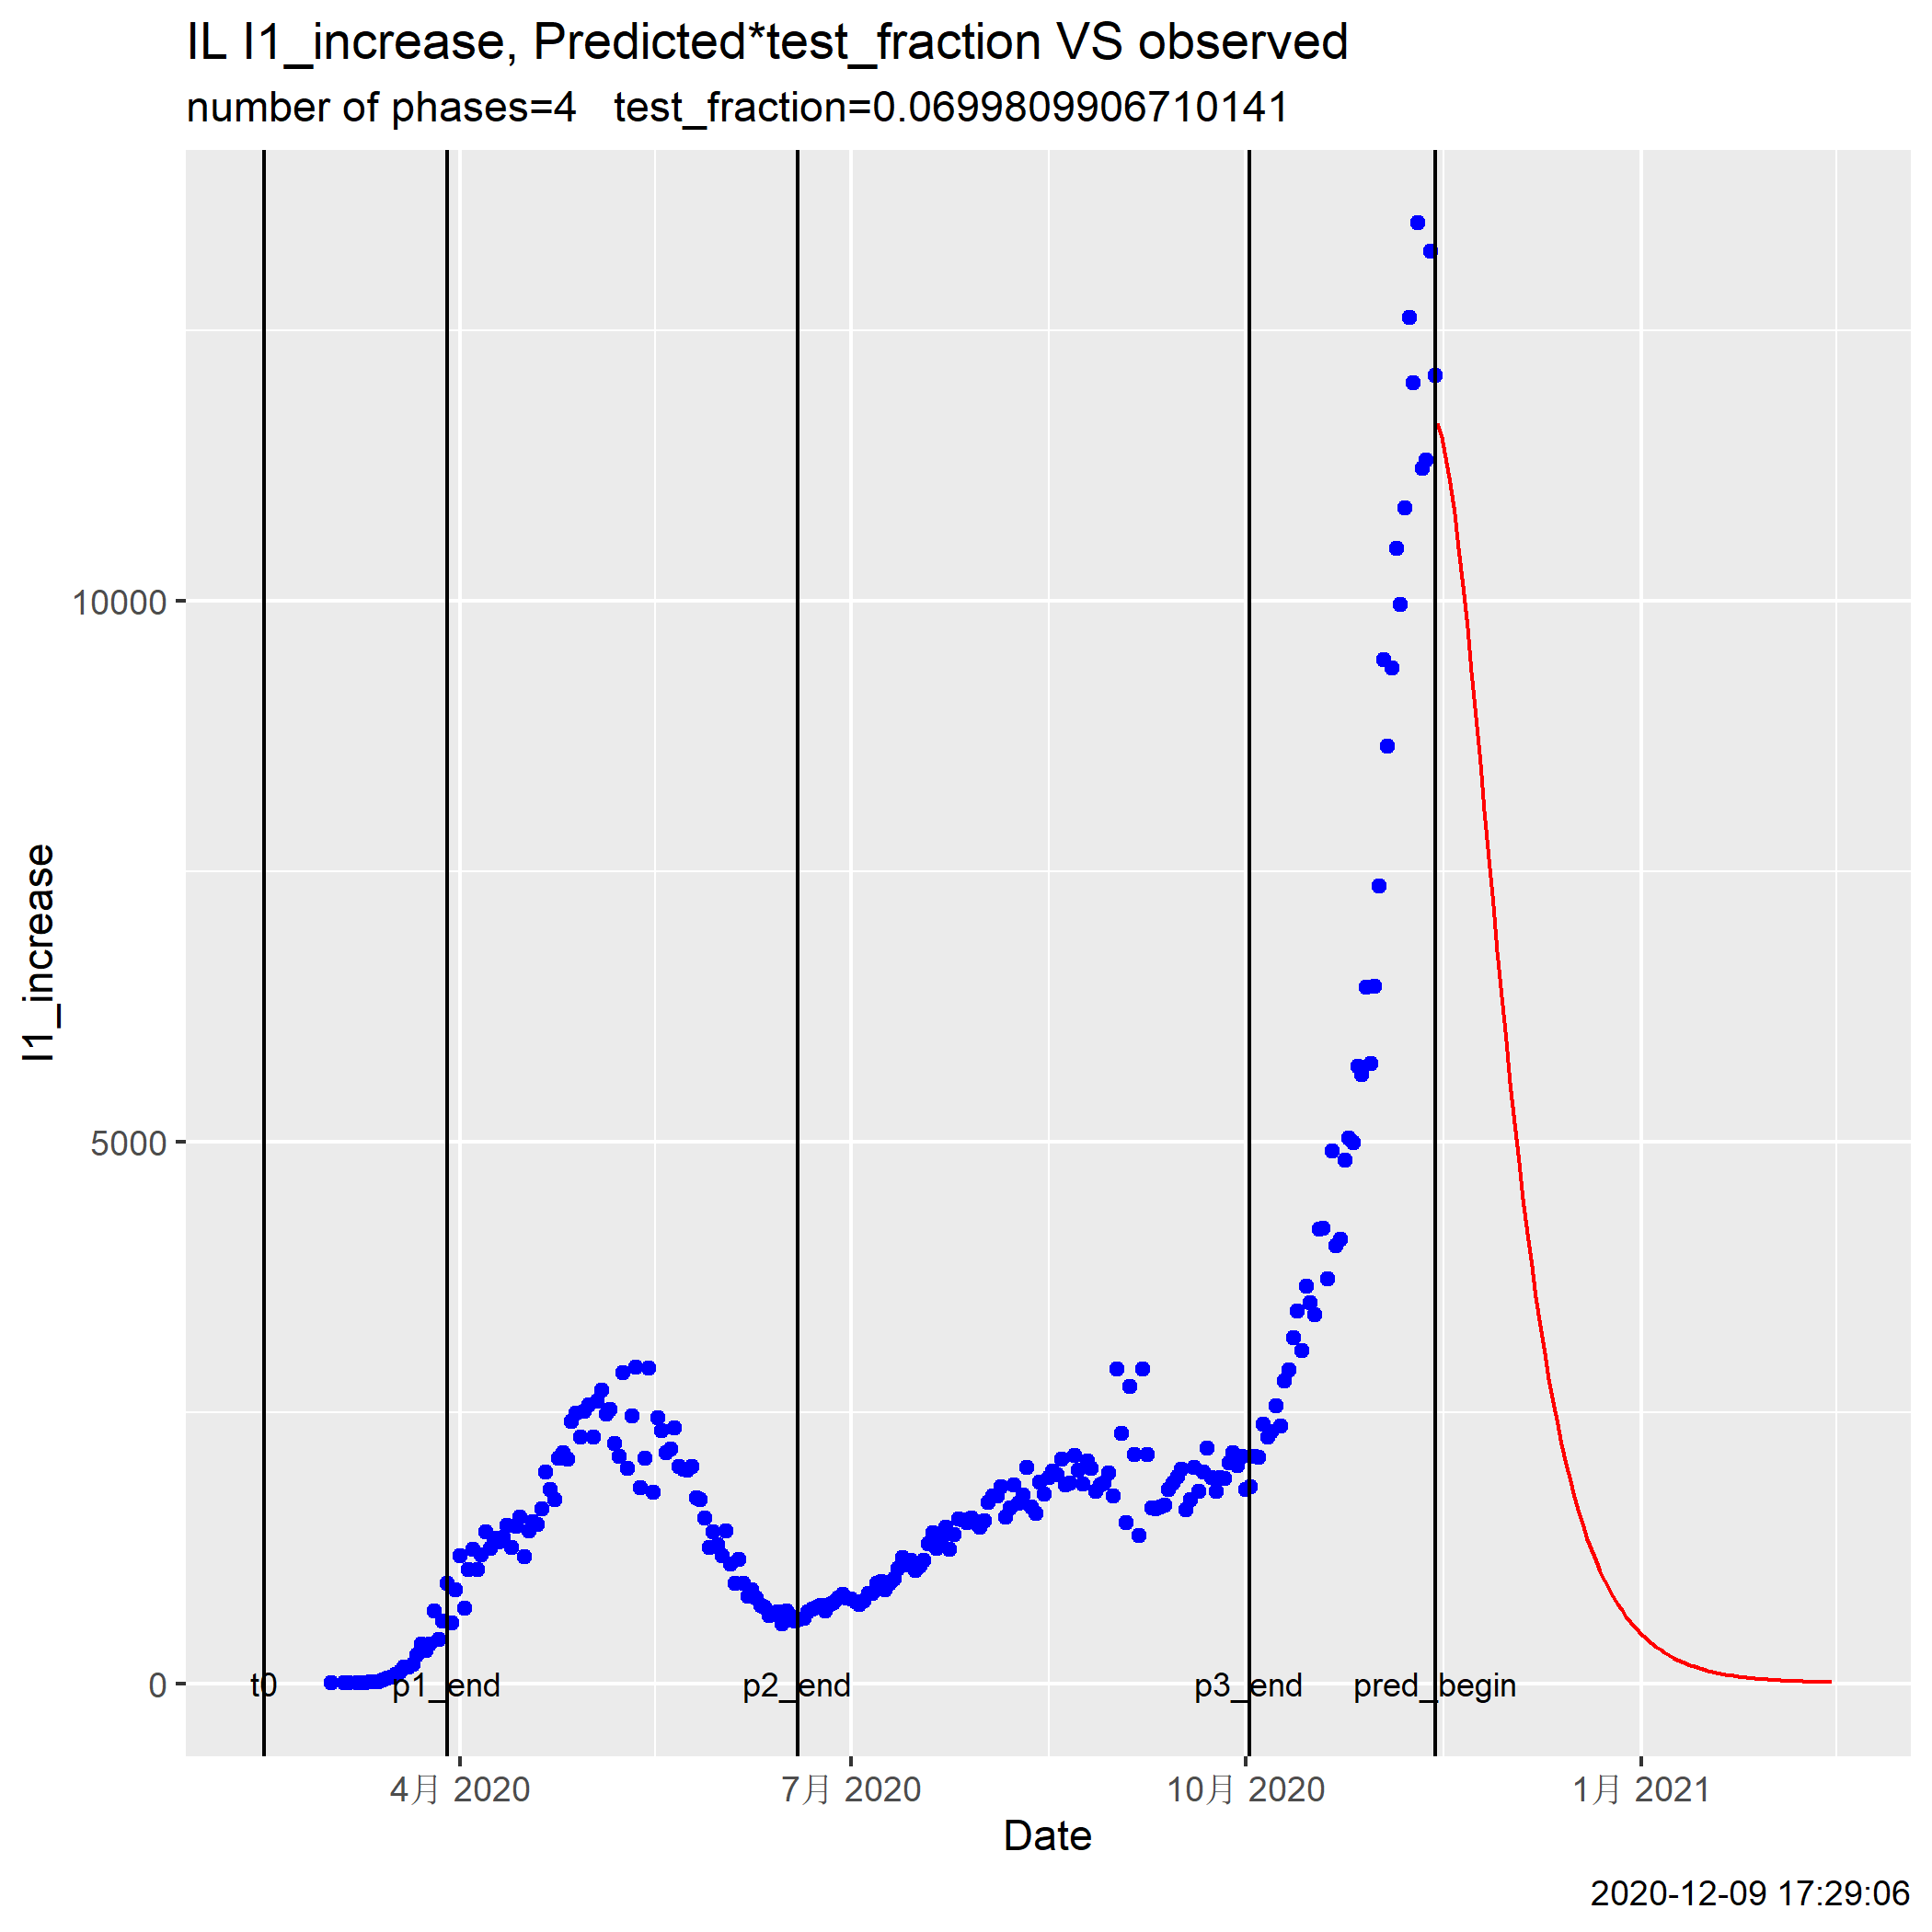 IL I1_increase, Predicted*test_fraction VS observed
number of phases=4   test_fraction=0.0699809906710141
I1_increase
10000
5000
0
t0
p1_end
p2_end
p3_end
pred_begin
4月 2020
7月 2020
10月 2020
1月 2021
Date
2020-12-09 17:29:06